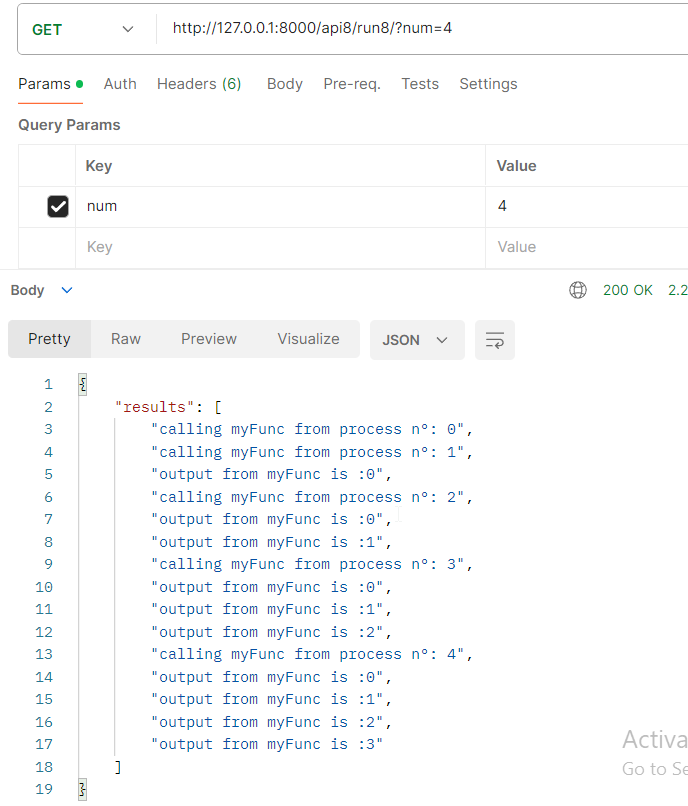 GET http://127.0.0.1:8000/api8/run8/?num=4
Params Auth Headers (6) Body Pre-req. Tests Settings
Query Params
Key Value
num 4
Key Value
Body 200 OK 2.2
Pretty Raw Preview Visualize JSON
1 {
2 "results": [
3 "calling myFunc from process n°: 0",
4 "calling myFunc from process n°: 1",
5 "output from myFunc is :0",
6 "calling myFunc from process n°: 2",
7 "output from myFunc is :0",
8 "output from myFunc is :1",
9 "calling myFunc from process n°: 3",
10 "output from myFunc is :0",
11 "output from myFunc is :1",
12 "output from myFunc is :2",
13 "calling myFunc from process n°: 4",
14 "output from myFunc is :0",
15 "output from myFunc is :1",
16 "output from myFunc is :2",
17 "output from myFunc is :3"
18 ]
19 }
Activa
Go to Se